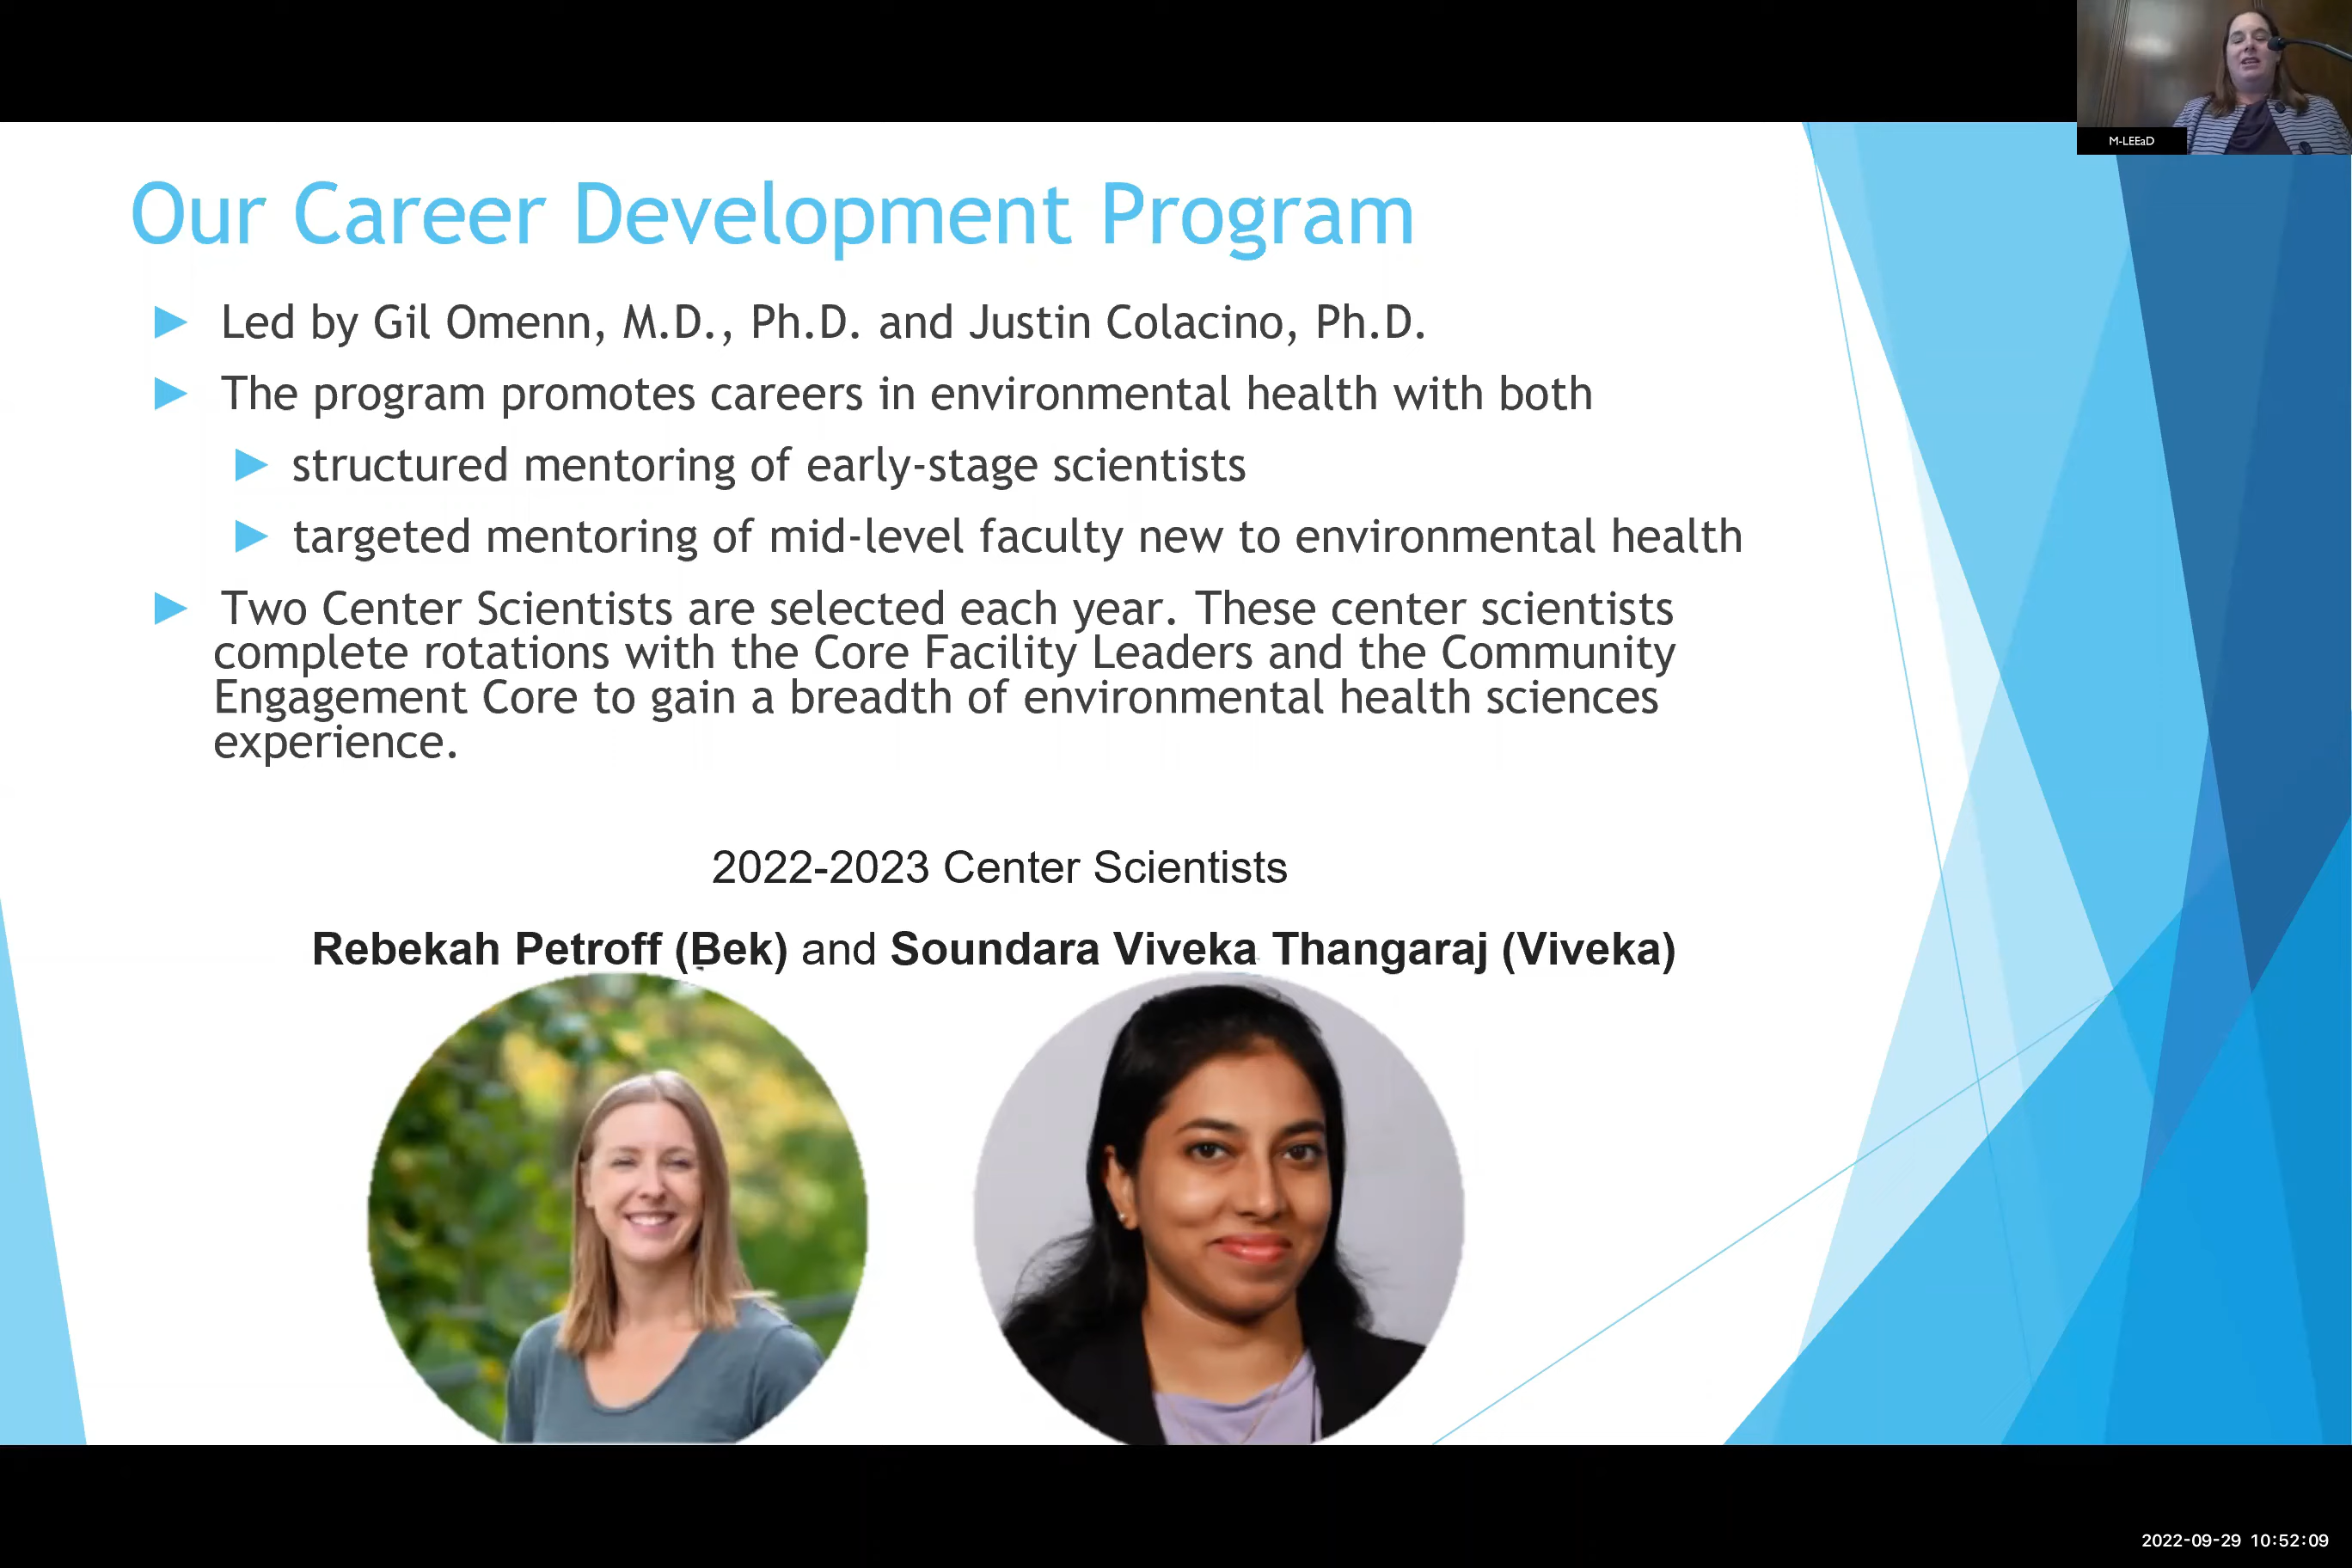 M-LEEaD
Our Career Development Program
Led by Gil Omenn, M.D., Ph.D. and Justin Colacino, Ph.D.
The program promotes careers in environmental health with both
structured mentoring of early-stage scientists
targeted mentoring of mid-level faculty new to environmental health
Two Center Scientists are selected each year. These center scientists
complete rotations with the Core Facility Leaders and the Community
Engagement Core to gain a breadth of environmental health sciences
experience.
2022-2023 Center Scientists
Rebekah Petroff (Bek) and Soundara Viveka Thangaraj (Viveka)
2022-09-29 10:52:09